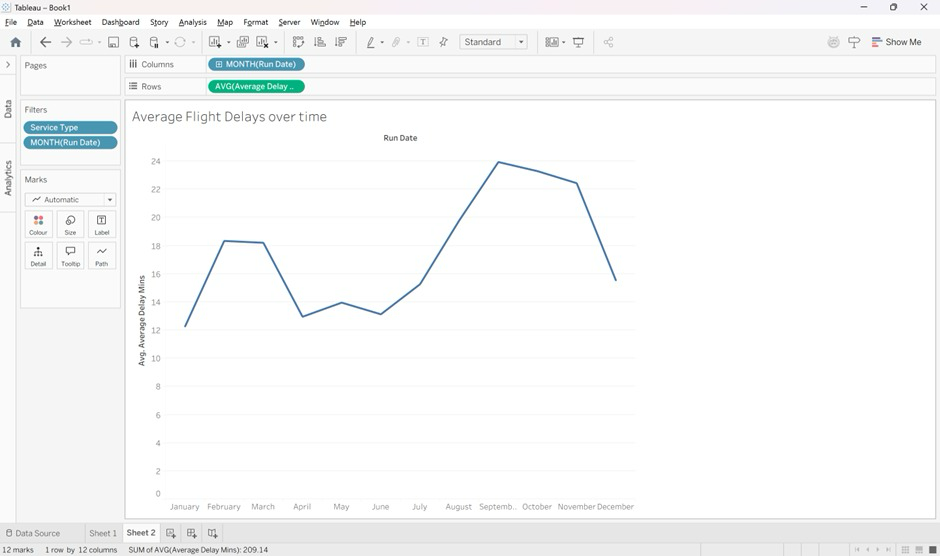 Tableau – Book1
File Data Worksheet Dashboard Story Analysis Map Format Server Window Help
Standard
Show Me
Data
Analytics
Pages
Filters
Service Type
MONTH(Run Date)
Marks
Automatic
Colour Size Label
Detail Tooltip Path
Columns MONTH(Run Date)
Rows AVG(Average Delay ..
Average Flight Delays over time
Run Date
Avg. Average Delay Mins
24
22
20
18
16
14
12
10
8
6
4
2
0
January February March April May June July August Septemb.. October November December
Data Source Sheet 1 Sheet 2
12 marks 1 row by 12 columns SUM of AVG(Average Delay Mins): 209.14